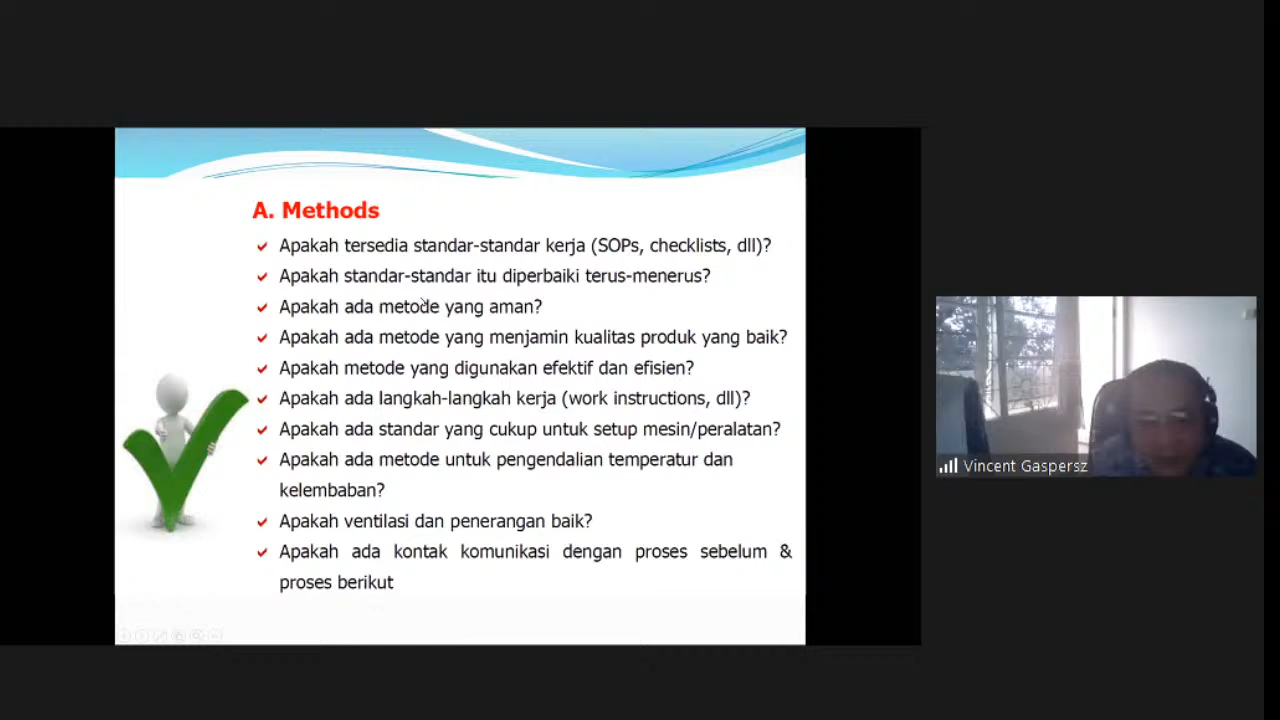 A. Methods
Apakah tersedia standar-standar kerja (SOPs, checklists, dll)?
Apakah standar-standar itu diperbaiki terus-menerus?
Apakah ada metode yang aman?
Apakah ada metode yang menjamin kualitas produk yang baik?
Apakah metode yang digunakan efektif dan efisien?
Apakah ada langkah-langkah kerja (work instructions, dll)?
Apakah ada standar yang cukup untuk setup mesin/peralatan?
Apakah ada metode untuk pengendalian temperatur dan
kelembaban?
Apakah ventilasi dan penerangan baik?
Apakah ada kontak komunikasi dengan proses sebelum &
proses berikut
Vincent Gaspersz